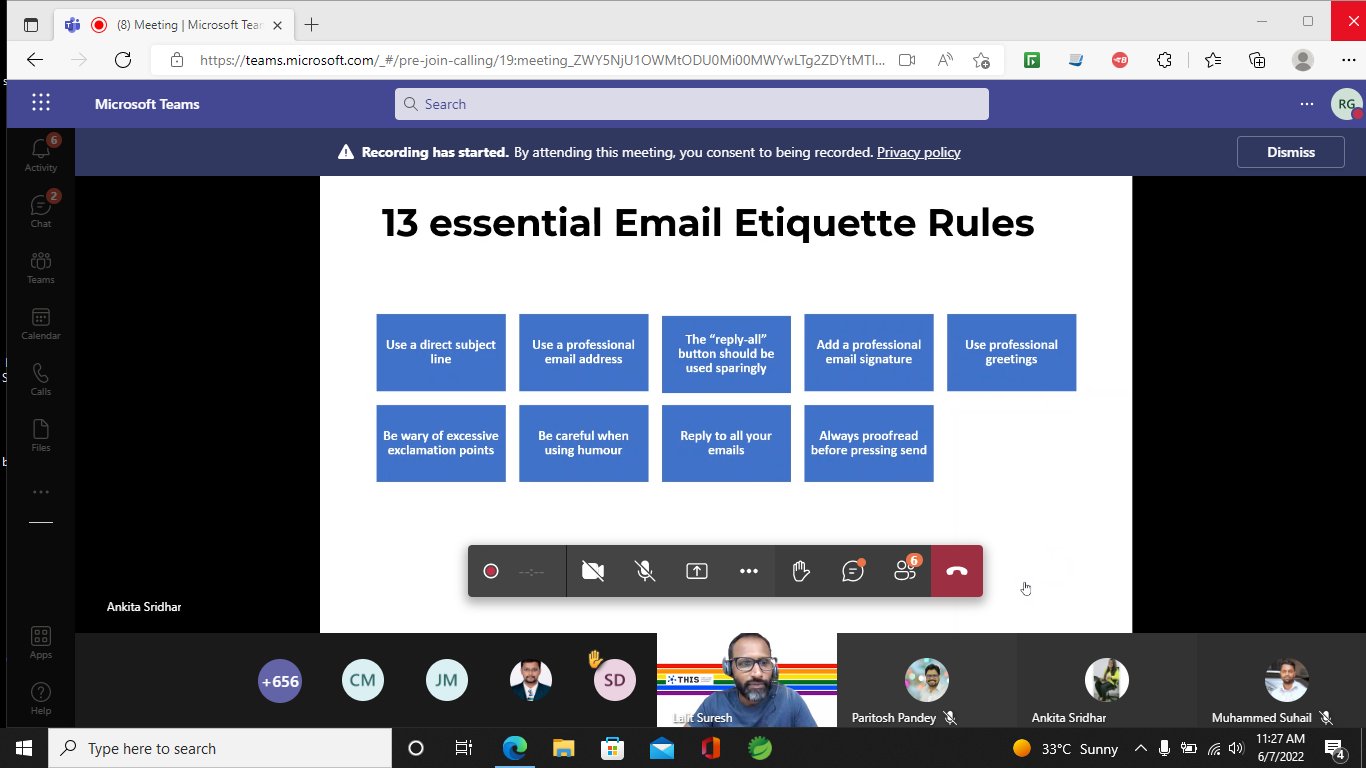 (8) Meeting | Microsoft Tear
https://teams.microsoft.com/_#/pre-join-calling/19:meeting_ZWY5NjU1OWMtODU0Mi00MWYwLTg2ZDYtMTI...
Microsoft Teams
Search
RG
Recording has started. By attending this meeting, you consent to being recorded. Privacy policy
Dismiss
6
Activity
2
Chat
Teams
Calendar
Calls
Files
Apps
Help
13 essential Email Etiquette Rules
Use a direct subject
line
Use a professional
email address
The “reply-all”
button should be
used sparingly
Add a professional
email signature
Use professional
greetings
Be wary of excessive
exclamation points
Be careful when
using humour
Reply to all your
emails
Always proofread
before pressing send
--:--
6
Ankita Sridhar
+656
CM
JM
SD
THIS
Lalit Suresh
Paritosh Pandey
Ankita Sridhar
Muhammed Suhail
Type here to search
33°C Sunny
11:27 AM
6/7/2022
4